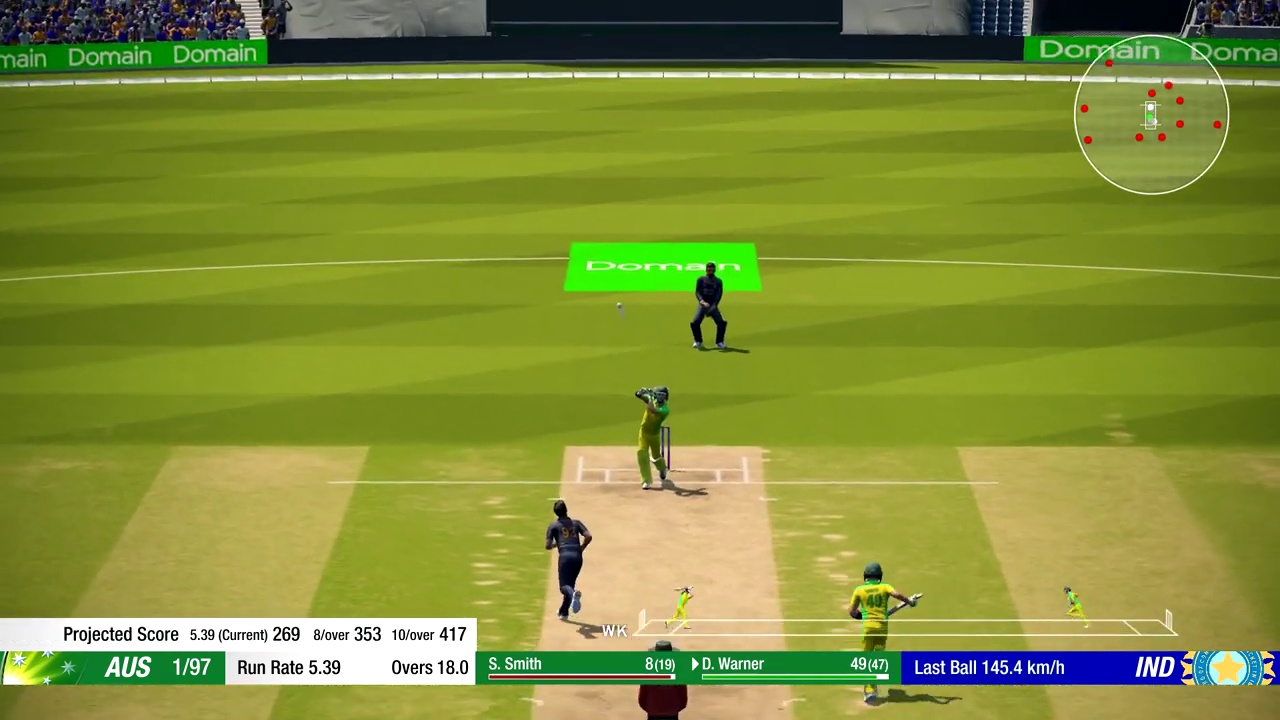 main Domain Domain
Domain Doma
Domain
93
49
WK
Projected Score 5.39 (Current) 269 8/over 353 10/over 417
AUS 1/97 Run Rate 5.39 Overs 18.0
S. Smith 8(19) D. Warner 49(47)
Last Ball 145.4 km/h IND